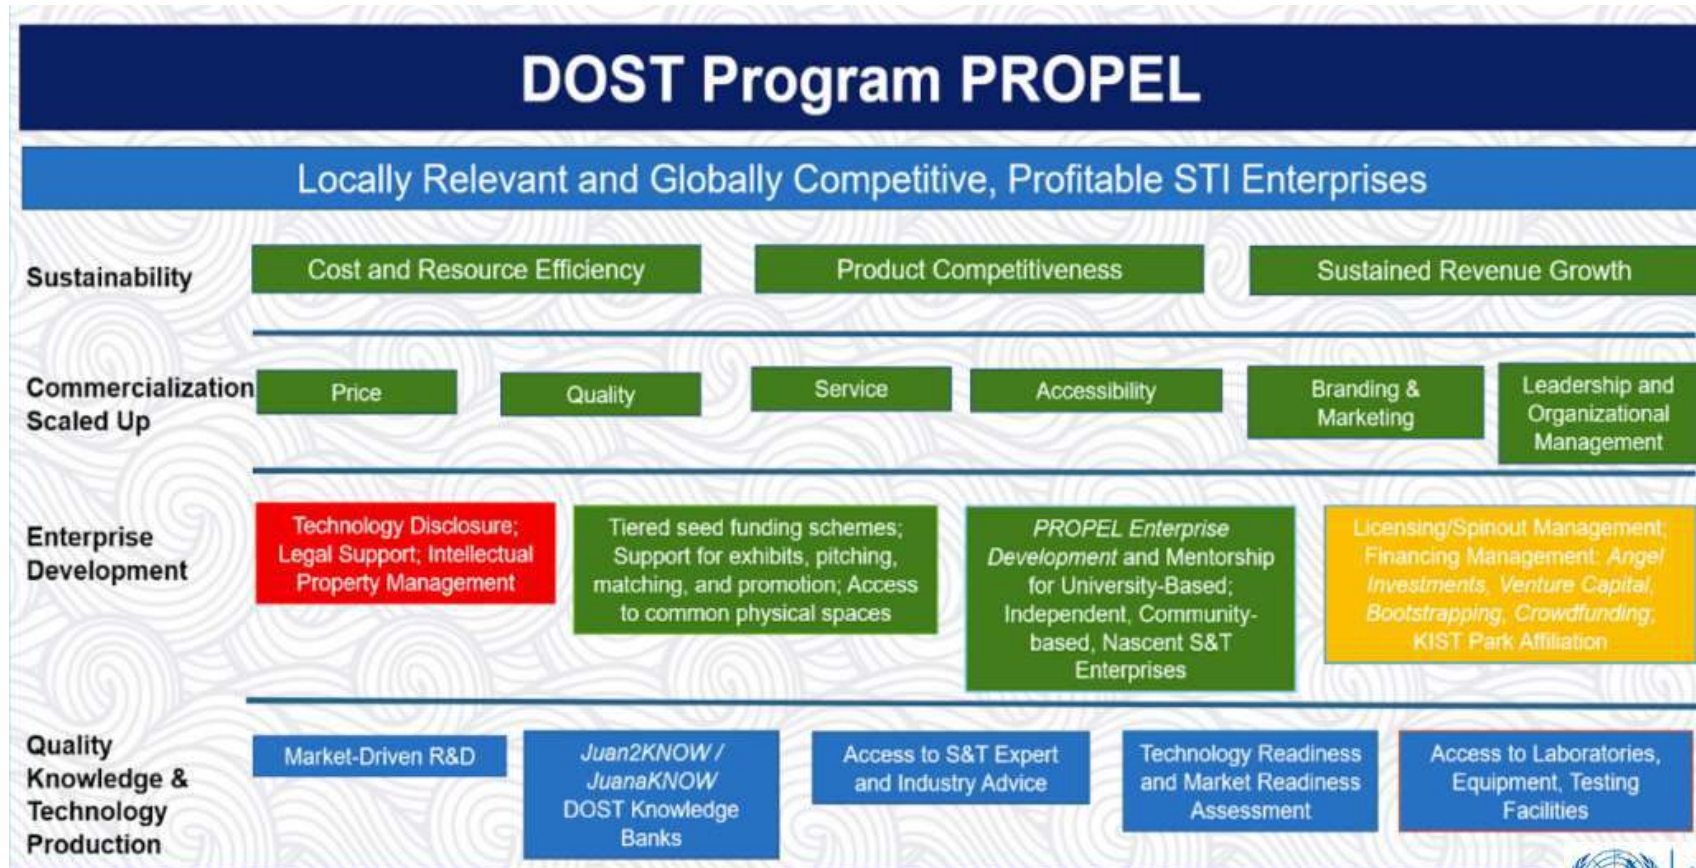 DOST Program PROPEL
Locally Relevant and Globally Competitive, Profitable STI Enterprises
Sustainability
Cost and Resource Efficiency
Product Competitiveness
Sustained Revenue Growth
Commercialization
Scaled Up
Price
Quality
Service
Accessibility
Branding &
Marketing
Leadership and
Organizational
Management
Enterprise
Development
Technology Disclosure;
Legal Support; Intellectual
Property Management
Tiered seed funding schemes;
Support for exhibits, pitching,
matching, and promotion; Access
to common physical spaces
PROPEL Enterprise
Development and Mentorship
for University-Based;
Independent, Community-
based, Nascent S&T
Enterprises
Licensing/Spinout Management;
Financing Management: Angel
Investments, Venture Capital,
Bootstrapping, Crowdfunding;
KIST Park Affiliation
Quality
Knowledge &
Technology
Production
Market-Driven R&D
Juan2KNOW /
JuanaKNOW
DOST Knowledge
Banks
Access to S&T Expert
and Industry Advice
Technology Readiness
and Market Readiness
Assessment
Access to Laboratories,
Equipment, Testing
Facilities